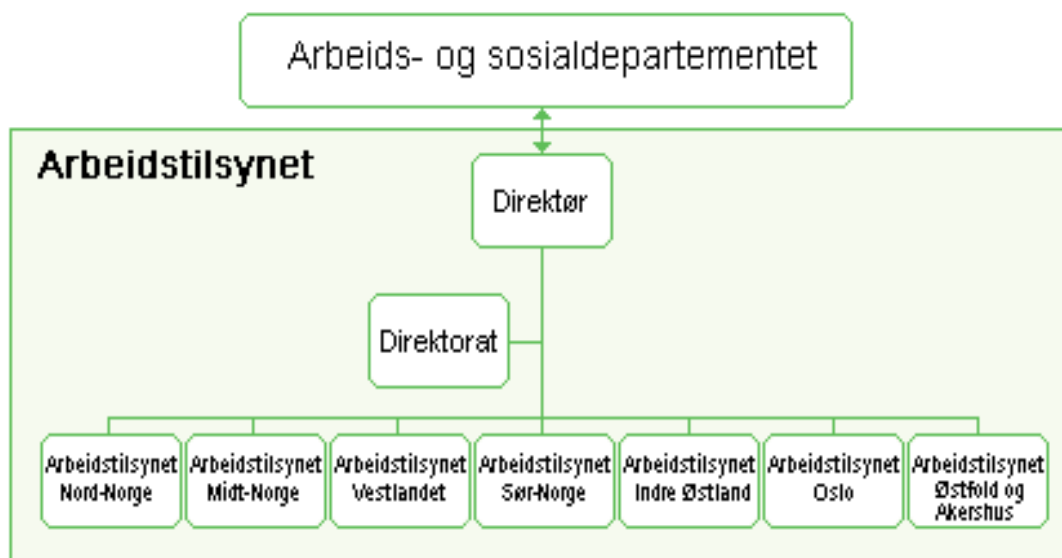 Arbeids- og sosialdepartementet
Arbeidstilsynet
Direktør
Direktorat
Arbeidstilsynet
Nord-Norge
Arbeidstilsynet
Midt-Norge
Arbeidstilsynet
Vestlandet
Arbeidstilsynet
Sør-Norge
Arbeidstilsynet
Indre Østland
Arbeidstilsynet
Oslo
Arbeidstilsynet
Østfold og
Akershus